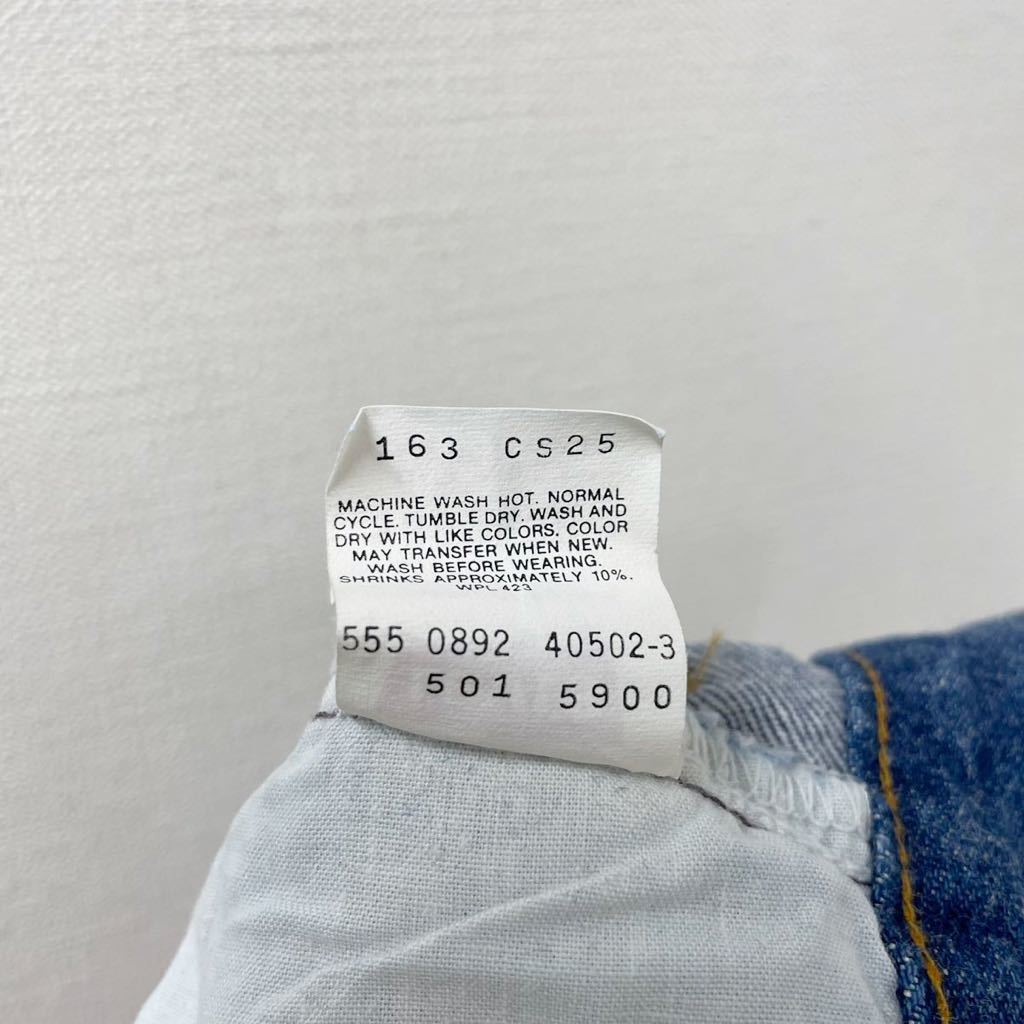 163 CS25
MACHINE WASH HOT. NORMAL
CYCLE. TUMBLE DRY. WASH AND
DRY WITH LIKE COLORS. COLOR
MAY TRANSFER WHEN NEW.
WASH BEFORE WEARING.
SHRINKS APPROXIMATELY 10%.
WPL 423
555 0892 40502-3
501 5900